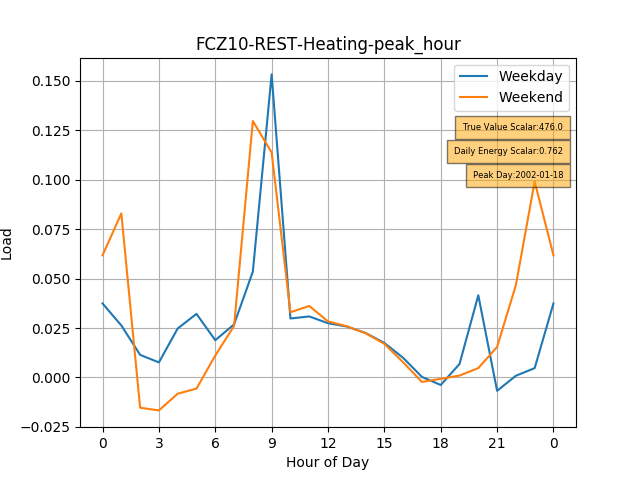 FCZ10-REST-Heating-peak_hour
Weekday
Weekend
True Value Scalar:476.0
Daily Energy Scalar:0.762
Peak Day:2002-01-18
Load
0.150
0.125
0.100
0.075
0.050
0.025
0.000
−0.025
0 3 6 9 12 15 18 21 0
Hour of Day